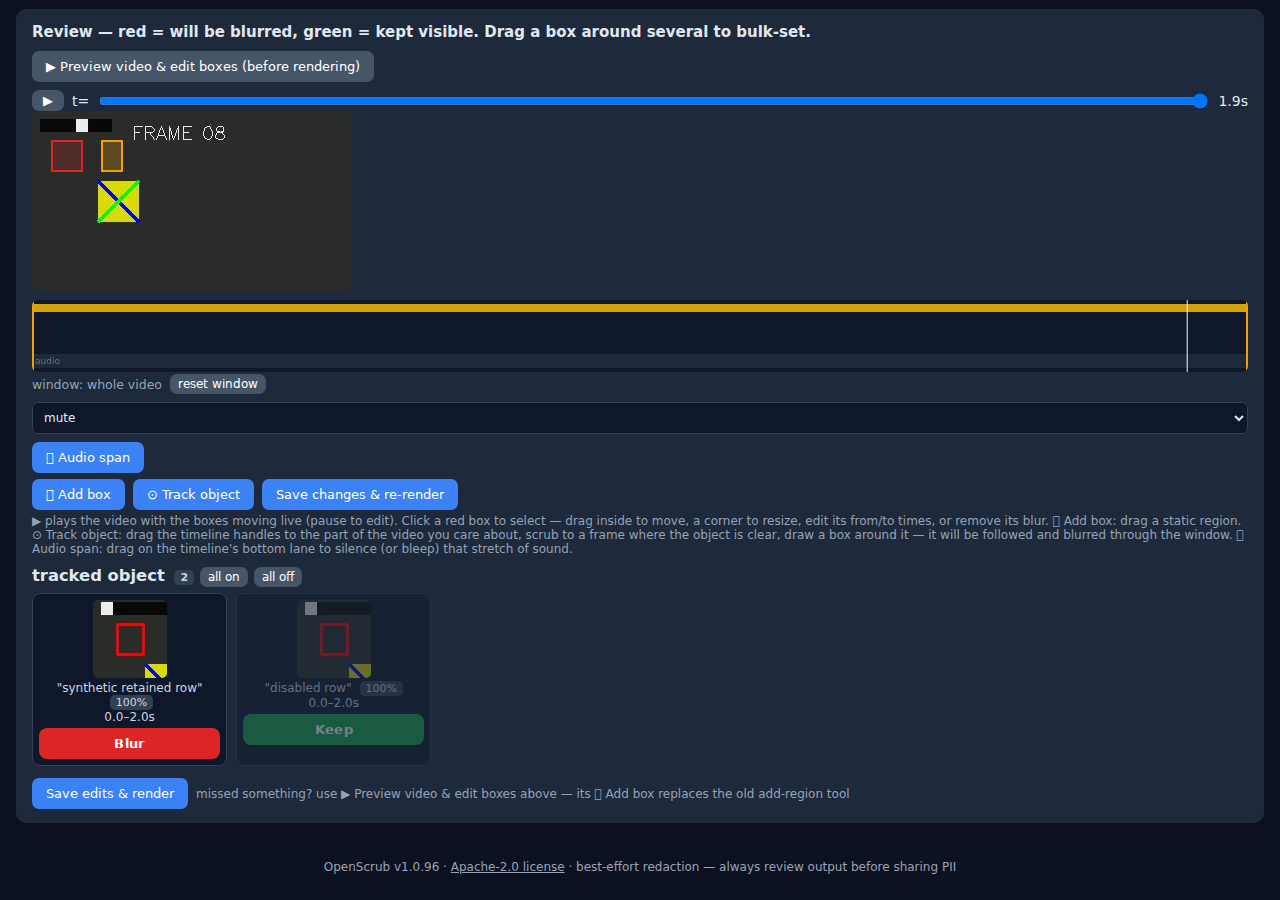 Review — red = will be blurred, green = kept visible. Drag a box around several to bulk-set.
▶ Preview video & edit boxes (before rendering)
▶ t= 1.9s
FRAME 08
audio
window: whole video reset window
mute
Audio span
Add box ⊙ Track object Save changes & re-render
▶ plays the video with the boxes moving live (pause to edit). Click a red box to select — drag inside to move, a corner to resize, edit its from/to times, or remove its blur. Add box: drag a static region.
⊙ Track object: drag the timeline handles to the part of the video you care about, scrub to a frame where the object is clear, draw a box around it — it will be followed and blurred through the window.
Audio span: drag on the timeline's bottom lane to silence (or bleep) that stretch of sound.
tracked object 2 all on all off
"synthetic retained row"
100%
0.0–2.0s
Blur
"disabled row" 100%
0.0–2.0s
Keep
Save edits & render missed something? use ▶ Preview video & edit boxes above — its Add box replaces the old add-region tool
OpenScrub v1.0.96 · Apache-2.0 license · best-effort redaction — always review output before sharing PII